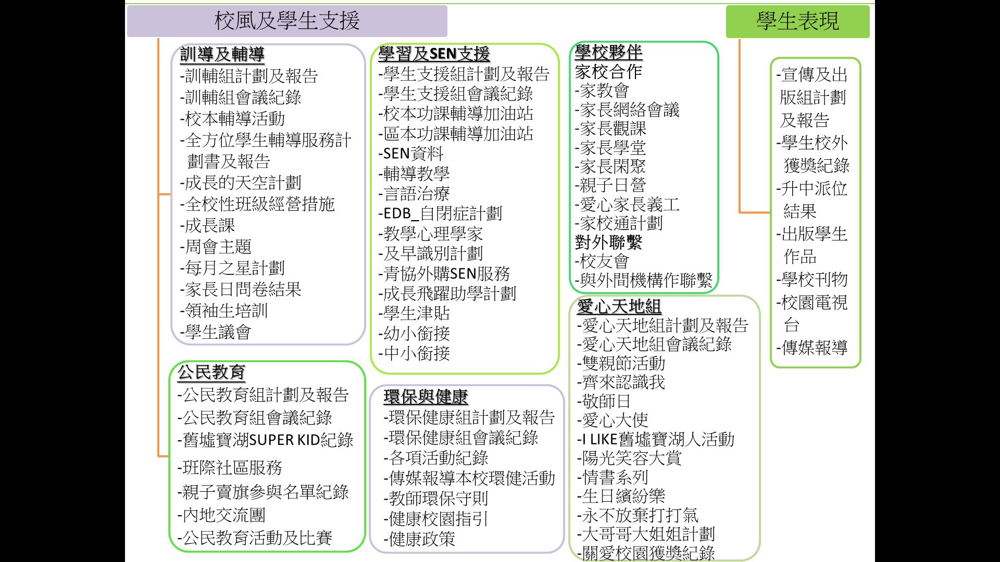 校風及學生支援
學生表現
訓導及輔導
-訓輔組計劃及報告
-訓輔組會議紀錄
-校本輔導活動
-全方位學生輔導服務計
劃書及報告
-成長的天空計劃
-全校性班級經營措施
-成長課
-周會主題
-每月之星計劃
-家長日問卷結果
-領袖生培訓
-學生議會
公民教育
-公民教育組計劃及報告
-公民教育組會議紀錄
-舊墟寶湖SUPER KID紀錄
-班際社區服務
-親子賣旗參與名單紀錄
-內地交流團
-公民教育活動及比賽
學習及SEN支援
-學生支援組計劃及報告
-學生支援組會議紀錄
-校本功課輔導加油站
-區本功課輔導加油站
-SEN資料
-輔導教學
-言語治療
-EDB_自閉症計劃
-教學心理學家
-及早識別計劃
-青協外購SEN服務
-成長飛躍助學計劃
-學生津貼
-幼小銜接
-中小銜接
環保與健康
-環保健康組計劃及報告
-環保健康組會議紀錄
-各項活動紀錄
-傳媒報導本校環健活動
-教師環保守則
-健康校園指引
-健康政策
學校夥伴
家校合作
-家教會
-家長網絡會議
-家長觀課
-家長學堂
-家長閑聚
-親子日營
-愛心家長義工
-家校通計劃
對外聯繫
-校友會
-與外間機構作聯繫
愛心天地組
-愛心天地組計劃及報告
-愛心天地組會議紀錄
-雙親節活動
-齊來認識我
-敬師日
-愛心大使
-I LIKE舊墟寶湖人活動
-陽光笑容大賞
-情書系列
-生日繽紛樂
-永不放棄打打氣
-大哥哥大姐姐計劃
-關愛校園獲獎紀錄
-宣傳及出
版組計劃
及報告
-學生校外
獲獎紀錄
-升中派位
結果
-出版學生
作品
-學校刊物
-校園電視
台
-傳媒報導